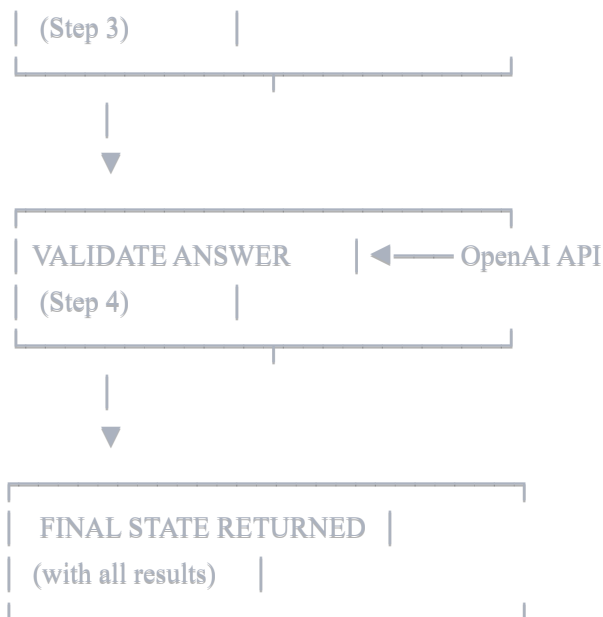 (Step 3)
VALIDATE ANSWER OpenAI API
(Step 4)
FINAL STATE RETURNED
(with all results)